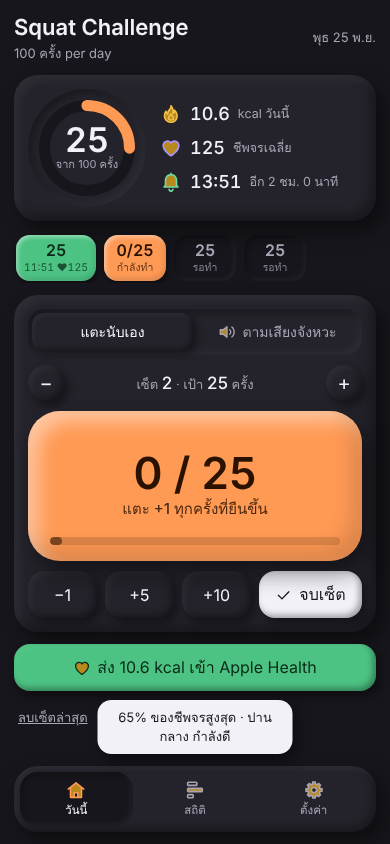 Squat Challenge
100 ครั้ง per day
พุธ 25 พ.ย.
25
จาก 100 ครั้ง
10.6 kcal วันนี้
125 ชีพจรเฉลี่ย
13:51 อีก 2 ชม. 0 นาที
25
11:51 ♥125
0/25
กำลังทำ
25
รอทำ
25
รอทำ
แตะนับเอง
ตามเสียงจังหวะ
−
เซ็ต 2 · เป้า 25 ครั้ง
+
0 / 25
แตะ +1 ทุกครั้งที่ยืนขึ้น
−1
+5
+10
จบเซ็ต
ส่ง 10.6 kcal เข้า Apple Health
ลบเซ็ตล่าสุด
65% ของชีพจรสูงสุด · ปาน
กลาง กำลังดี
วันนี้
สถิติ
ตั้งค่า